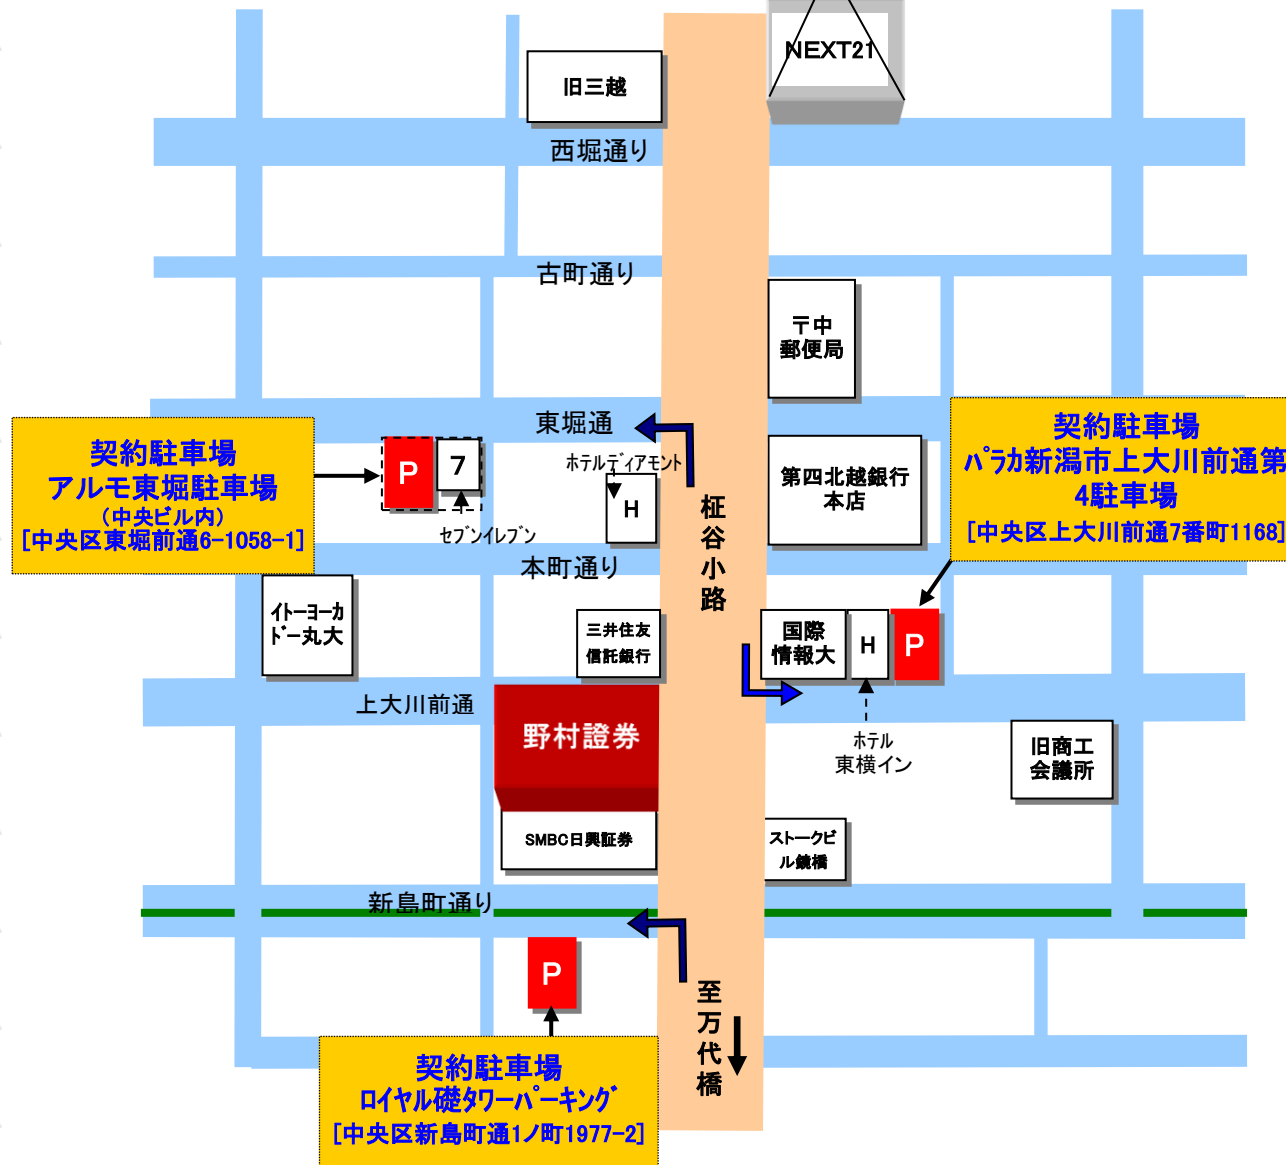 NEXT21
旧三越
西堀通り
古町通り
〒中
郵便局
東堀通
契約駐車場
アルモ東堀駐車場
（中央ビル内）
[中央区東堀前通6-1058-1]
P
7
セブンイレブン
ホテルディアモント
H
第四北越銀行
本店
契約駐車場
パラカ新潟市上大川前通第
4駐車場
[中央区上大川前通7番町1168]
柾谷小路
本町通り
イトーヨーカ
ドー丸大
三井住友
信託銀行
国際
情報大
H
P
上大川前通
野村證券
ホテル
東横イン
旧商工
会議所
SMBC日興証券
ストークビ
ル鏡橋
新島町通り
P
至万代橋
契約駐車場
ロイヤル礎タワーパーキング
[中央区新島町通1ノ町1977-2]